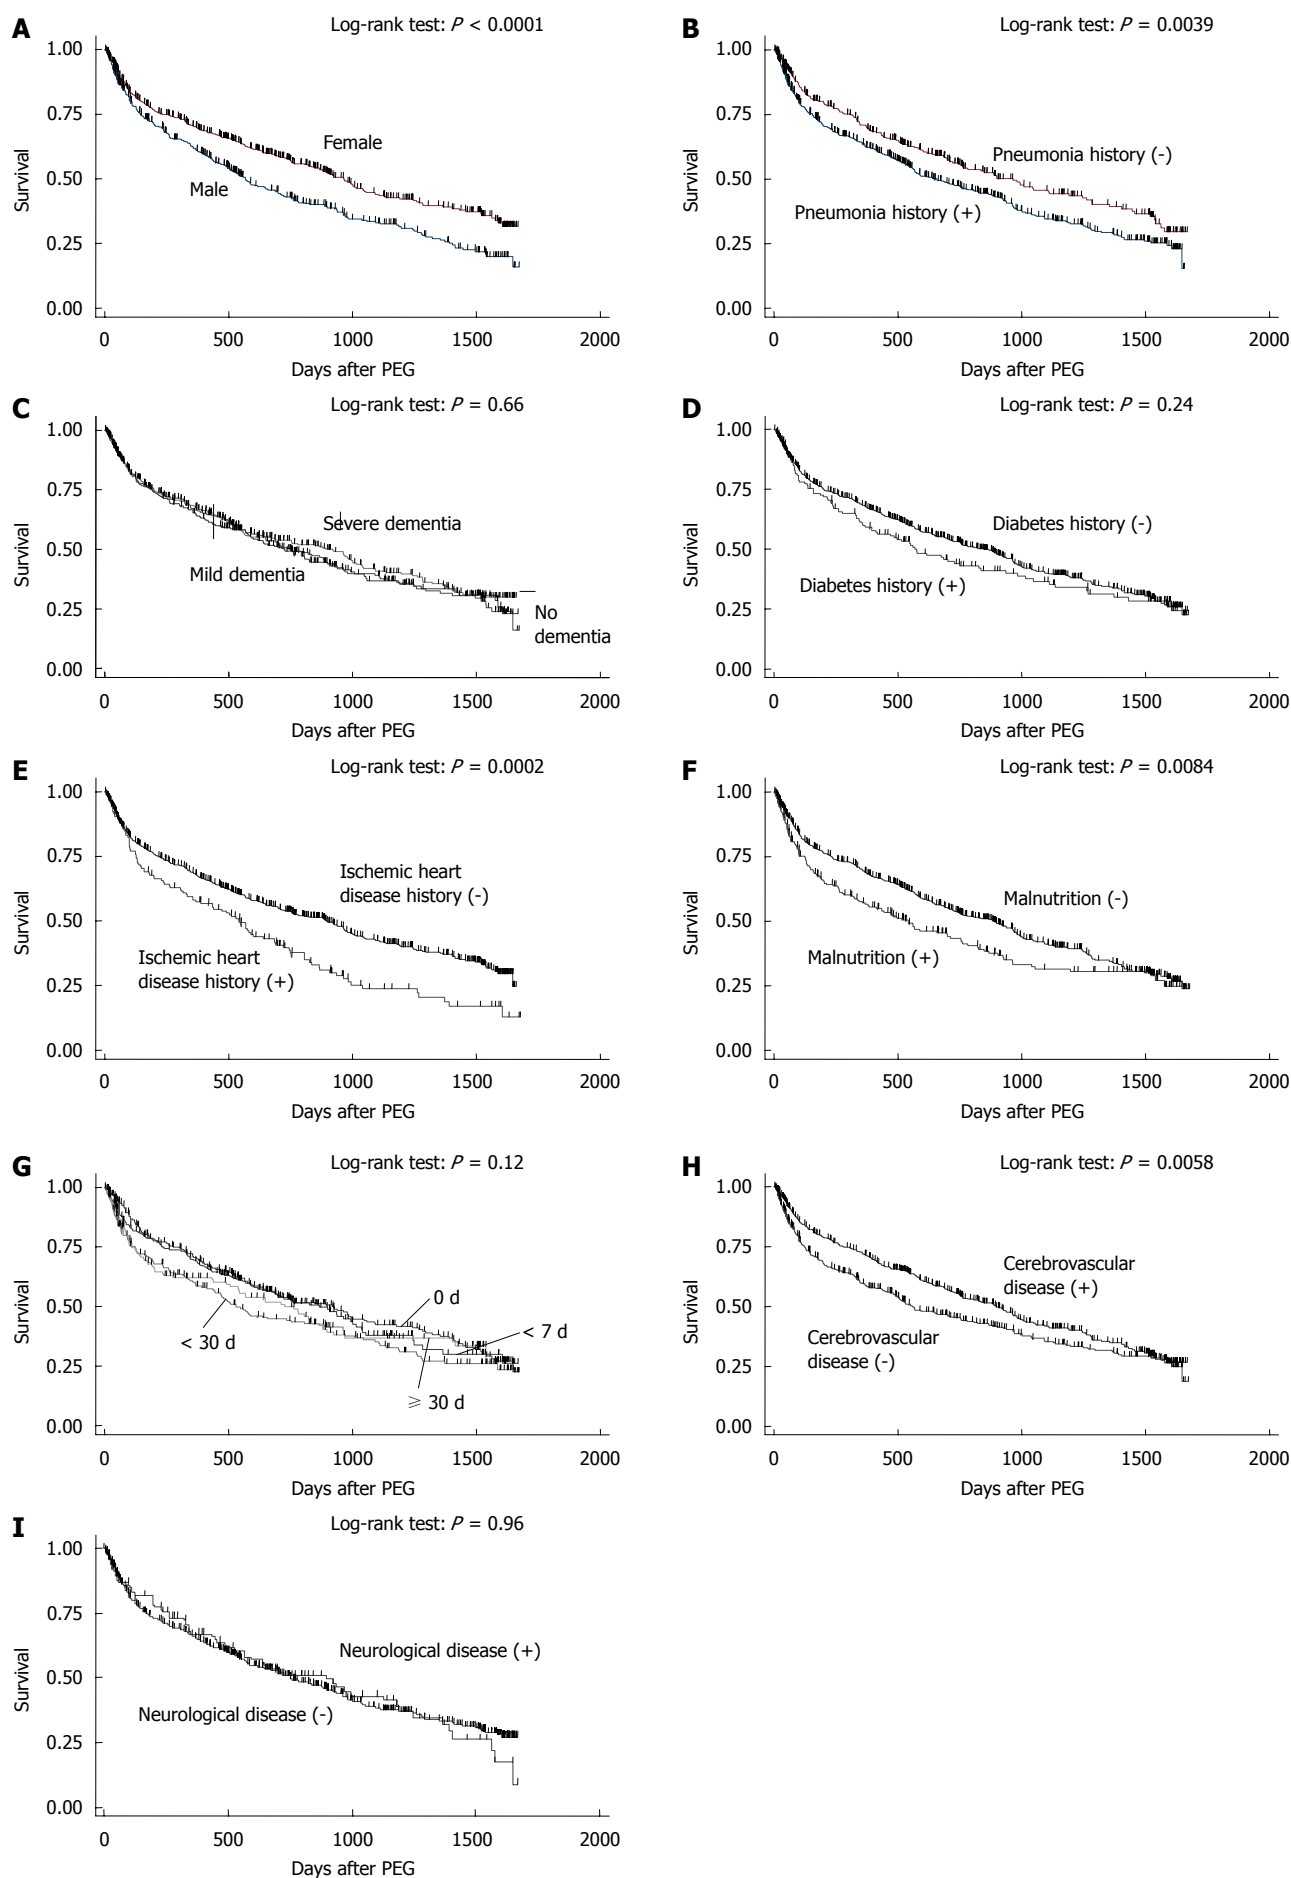 A
Log-rank test: P < 0.0001
1.00
0.75
0.50
0.25
0.00
Survival
Female
Male
0 500 1000 1500 2000
Days after PEG
B
Log-rank test: P = 0.0039
1.00
0.75
0.50
0.25
0.00
Survival
Pneumonia history (-)
Pneumonia history (+)
0 500 1000 1500 2000
Days after PEG
C
Log-rank test: P = 0.66
1.00
0.75
0.50
0.25
0.00
Survival
Severe dementia
Mild dementia
No
dementia
0 500 1000 1500 2000
Days after PEG
D
Log-rank test: P = 0.24
1.00
0.75
0.50
0.25
0.00
Survival
Diabetes history (-)
Diabetes history (+)
0 500 1000 1500 2000
Days after PEG
E
Log-rank test: P = 0.0002
1.00
0.75
0.50
0.25
0.00
Survival
Ischemic heart
disease history (-)
Ischemic heart
disease history (+)
0 500 1000 1500 2000
Days after PEG
F
Log-rank test: P = 0.0084
1.00
0.75
0.50
0.25
0.00
Survival
Malnutrition (-)
Malnutrition (+)
0 500 1000 1500 2000
Days after PEG
G
Log-rank test: P = 0.12
1.00
0.75
0.50
0.25
0.00
Survival
0 d
< 7 d
< 30 d
⩾ 30 d
0 500 1000 1500 2000
Days after PEG
H
Log-rank test: P = 0.0058
1.00
0.75
0.50
0.25
0.00
Survival
Cerebrovascular
disease (+)
Cerebrovascular
disease (-)
0 500 1000 1500 2000
Days after PEG
I
Log-rank test: P = 0.96
1.00
0.75
0.50
0.25
0.00
Survival
Neurological disease (+)
Neurological disease (-)
0 500 1000 1500 2000
Days after PEG